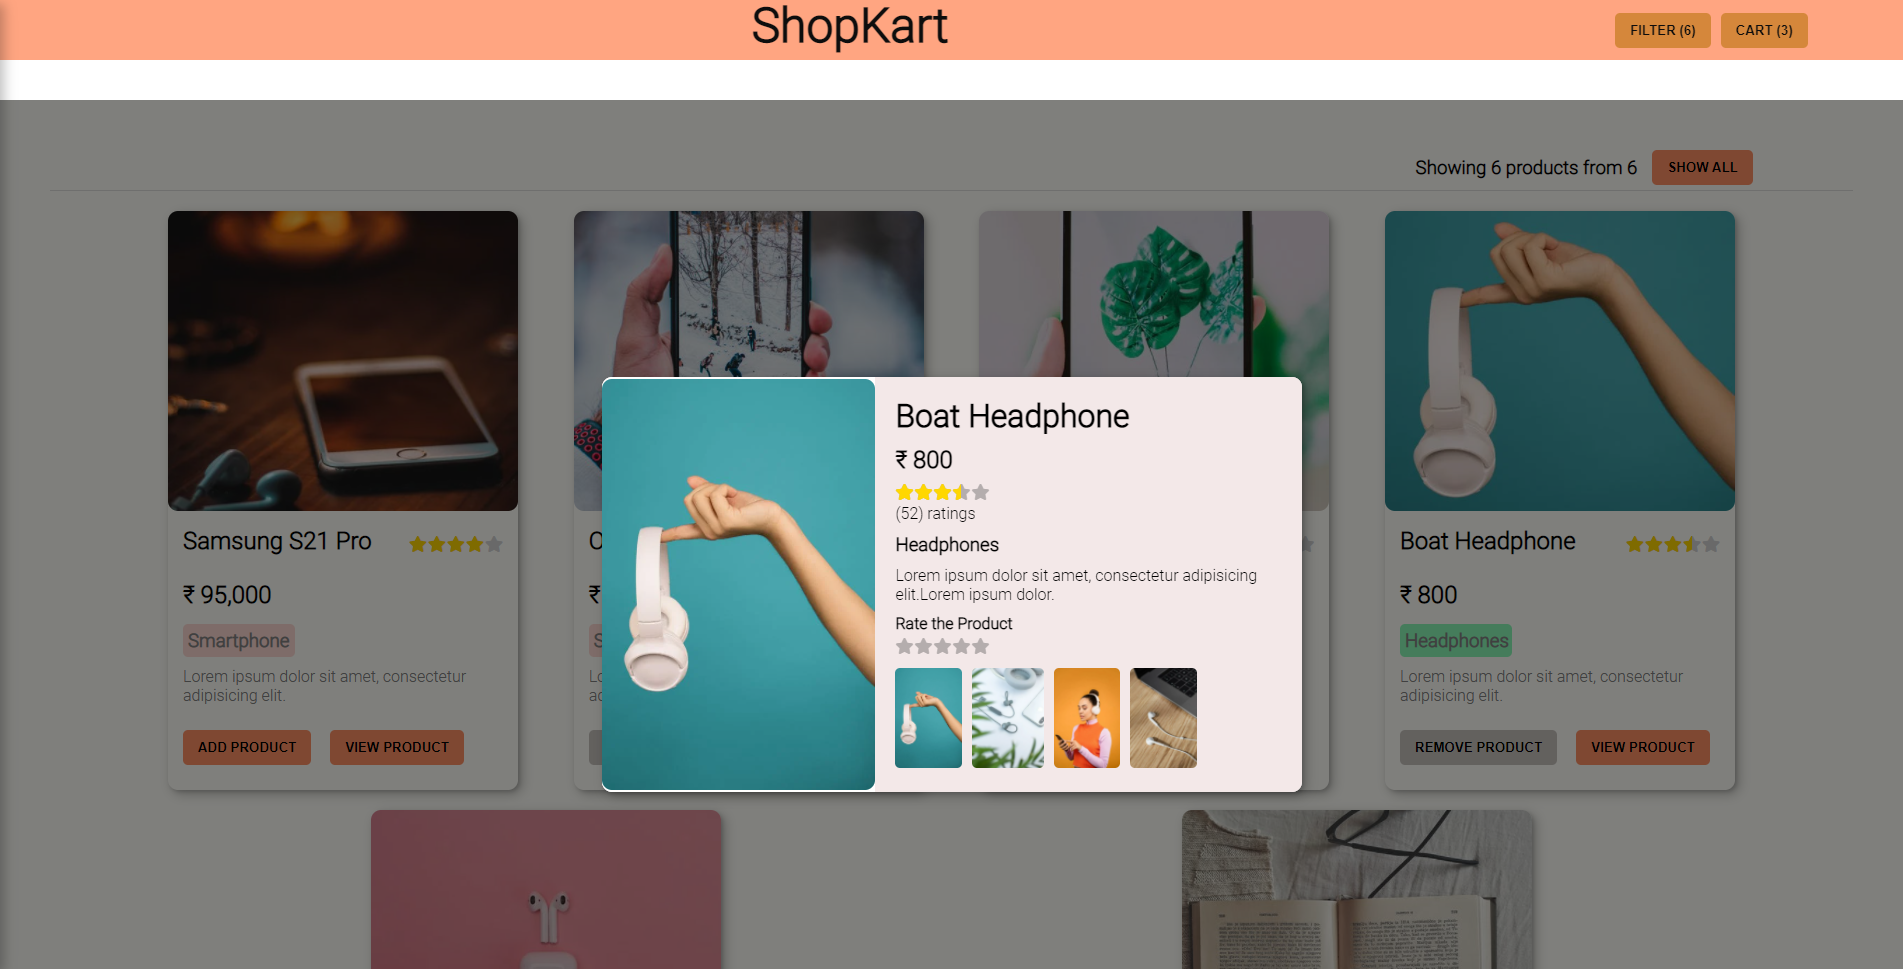 ShopKart
FILTER (6)
CART (3)
Showing 6 products from 6
SHOW ALL
Boat Headphone
₹ 800
(52) ratings
Headphones
Lorem ipsum dolor sit amet, consectetur adipisicing
elit.Lorem ipsum dolor.
Rate the Product
Samsung S21 Pro
₹ 95,000
Smartphone
Lorem ipsum dolor sit amet, consectetur
adipisicing elit.
ADD PRODUCT
VIEW PRODUCT
Boat Headphone
₹ 800
Headphones
Lorem ipsum dolor sit amet, consectetur
adipisicing elit.
REMOVE PRODUCT
VIEW PRODUCT